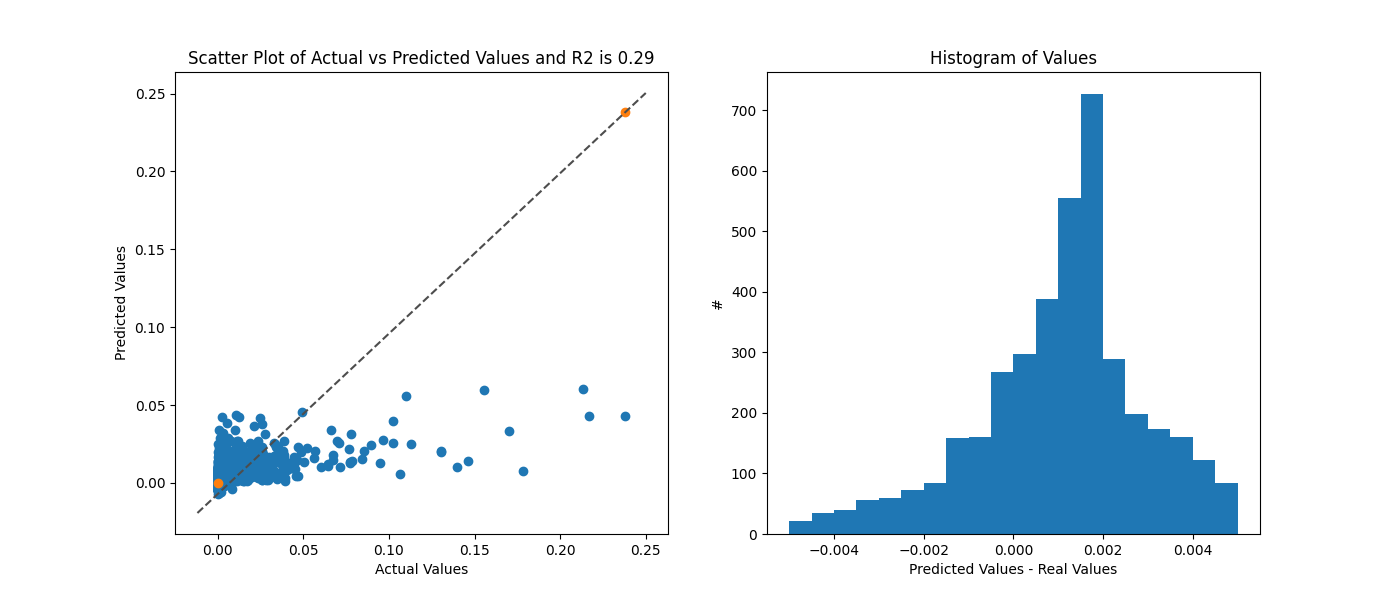 Scatter Plot of Actual vs Predicted Values and R2 is 0.29
0.25
0.20
0.15
0.10
0.05
0.00
Predicted Values
0.00 0.05 0.10 0.15 0.20 0.25
Actual Values
Histogram of Values
700
600
500
400
300
200
100
0
#
−0.004 −0.002 0.000 0.002 0.004
Predicted Values - Real Values